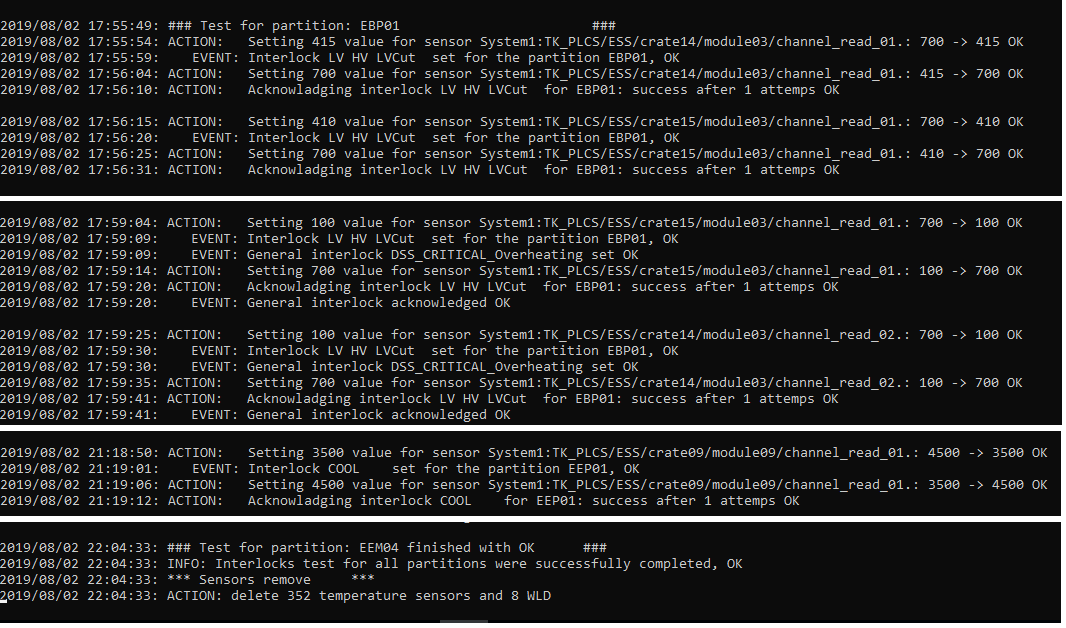 2019/08/02 17:55:49: ### Test for partition: EBP01                        ###
2019/08/02 17:55:54: ACTION:   Setting 415 value for sensor System1:TK_PLCS/ESS/crate14/module03/channel_read_01.: 700 -> 415 OK
2019/08/02 17:55:59:    EVENT: Interlock LV HV LVCut  set for the partition EBP01, OK
2019/08/02 17:56:04: ACTION:   Setting 700 value for sensor System1:TK_PLCS/ESS/crate14/module03/channel_read_01.: 415 -> 700 OK
2019/08/02 17:56:10: ACTION:   Acknowladging interlock LV HV LVCut  for EBP01: success after 1 attemps OK
2019/08/02 17:56:15: ACTION:   Setting 410 value for sensor System1:TK_PLCS/ESS/crate15/module03/channel_read_01.: 700 -> 410 OK
2019/08/02 17:56:20:    EVENT: Interlock LV HV LVCut  set for the partition EBP01, OK
2019/08/02 17:56:25: ACTION:   Setting 700 value for sensor System1:TK_PLCS/ESS/crate15/module03/channel_read_01.: 410 -> 700 OK
2019/08/02 17:56:31: ACTION:   Acknowladging interlock LV HV LVCut  for EBP01: success after 1 attemps OK
2019/08/02 17:59:04: ACTION:   Setting 100 value for sensor System1:TK_PLCS/ESS/crate15/module03/channel_read_01.: 700 -> 100 OK
2019/08/02 17:59:09:    EVENT: Interlock LV HV LVCut  set for the partition EBP01, OK
2019/08/02 17:59:09:    EVENT: General interlock DSS_CRITICAL_Overheating set OK
2019/08/02 17:59:14: ACTION:   Setting 700 value for sensor System1:TK_PLCS/ESS/crate15/module03/channel_read_01.: 100 -> 700 OK
2019/08/02 17:59:20: ACTION:   Acknowladging interlock LV HV LVCut  for EBP01: success after 1 attemps OK
2019/08/02 17:59:20:    EVENT: General interlock acknowledged OK
2019/08/02 17:59:25: ACTION:   Setting 100 value for sensor System1:TK_PLCS/ESS/crate14/module03/channel_read_02.: 700 -> 100 OK
2019/08/02 17:59:30:    EVENT: Interlock LV HV LVCut  set for the partition EBP01, OK
2019/08/02 17:59:30:    EVENT: General interlock DSS_CRITICAL_Overheating set OK
2019/08/02 17:59:35: ACTION:   Setting 700 value for sensor System1:TK_PLCS/ESS/crate14/module03/channel_read_02.: 100 -> 700 OK
2019/08/02 17:59:41: ACTION:   Acknowladging interlock LV HV LVCut  for EBP01: success after 1 attemps OK
2019/08/02 17:59:41:    EVENT: General interlock acknowledged OK
2019/08/02 21:18:50: ACTION:   Setting 3500 value for sensor System1:TK_PLCS/ESS/crate09/module09/channel_read_01.: 4500 -> 3500 OK
2019/08/02 21:19:01:    EVENT: Interlock COOL    set for the partition EEP01, OK
2019/08/02 21:19:06: ACTION:   Setting 4500 value for sensor System1:TK_PLCS/ESS/crate09/module09/channel_read_01.: 3500 -> 4500 OK
2019/08/02 21:19:12: ACTION:   Acknowladging interlock COOL    for EEP01: success after 1 attemps OK
2019/08/02 22:04:33: ### Test for partition: EEM04 finished with OK      ###
2019/08/02 22:04:33: INFO: Interlocks test for all partitions were successfully completed, OK
2019/08/02 22:04:33: *** Sensors remove     ***
2019/08/02 22:04:33: ACTION: delete 352 temperature sensors and 8 WLD